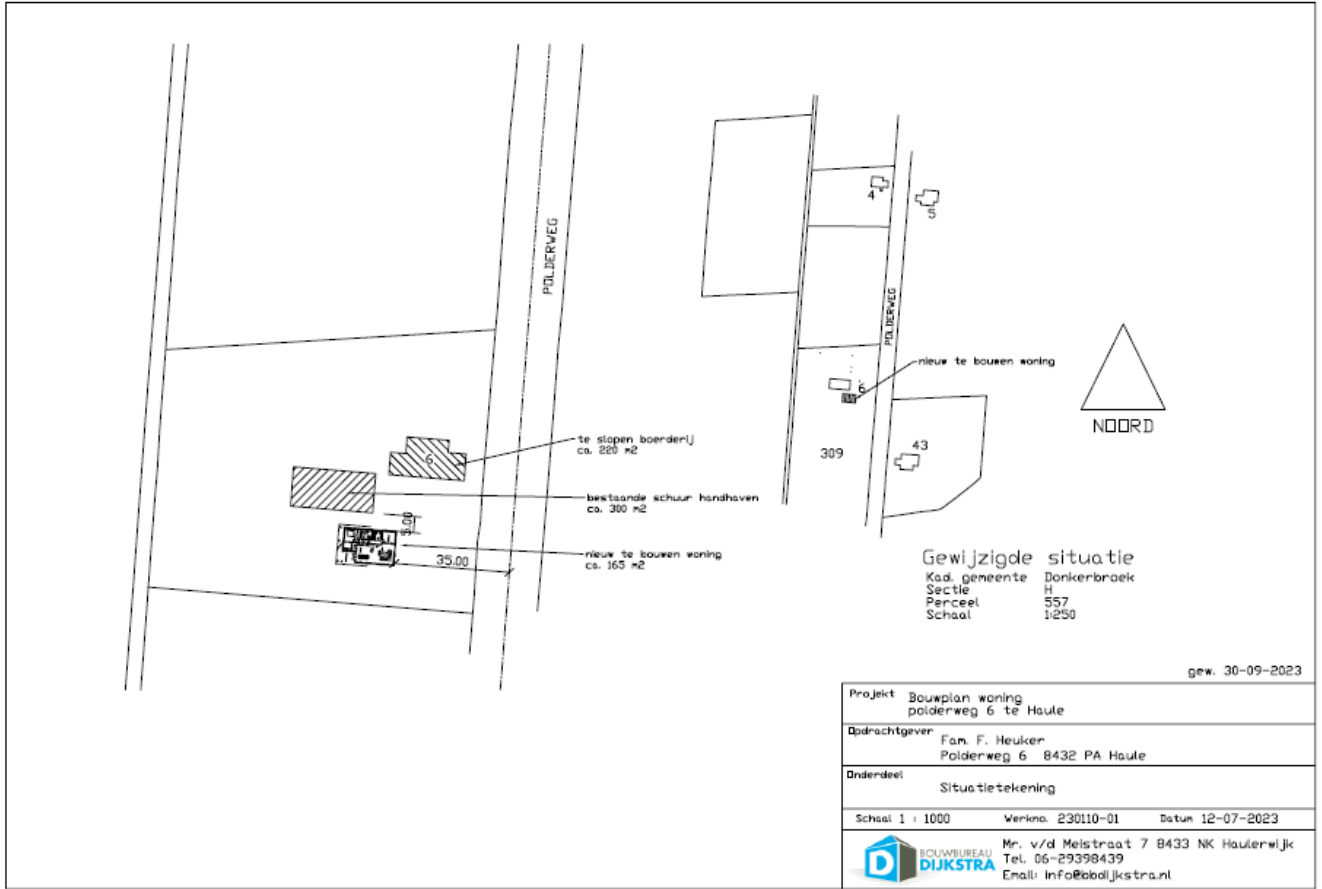 POLDERWEG
6
te slopen boerderij
ca. 220 m2
bestaande schuur handhaven
ca. 300 m2
5.00
nieuw te bouwen woning
ca. 165 m2
35.00
4
5
POLDERWEG
nieuw te bouwen woning
6
309
43
NOORD
Gewijzigde situatie
Kad. gemeente Donkerbroek
Sectie H
Perceel 557
Schaal 1:250
gew. 30-09-2023
Projekt Bouwplan woning
polderweg 6 te Haule
Opdrachtgever
Fam. F. Heuker
Polderweg 6 8432 PA Haule
Onderdeel
Situatietekening
Schaal 1 : 1000 Werkno. 230110-01 Datum 12-07-2023
D BOUWBUREAU
DIJKSTRA
Mr. v/d Meistraat 7 8433 NK Haulerwijk
Tel. 06-29398439
Email: info@bbdijkstra.nl